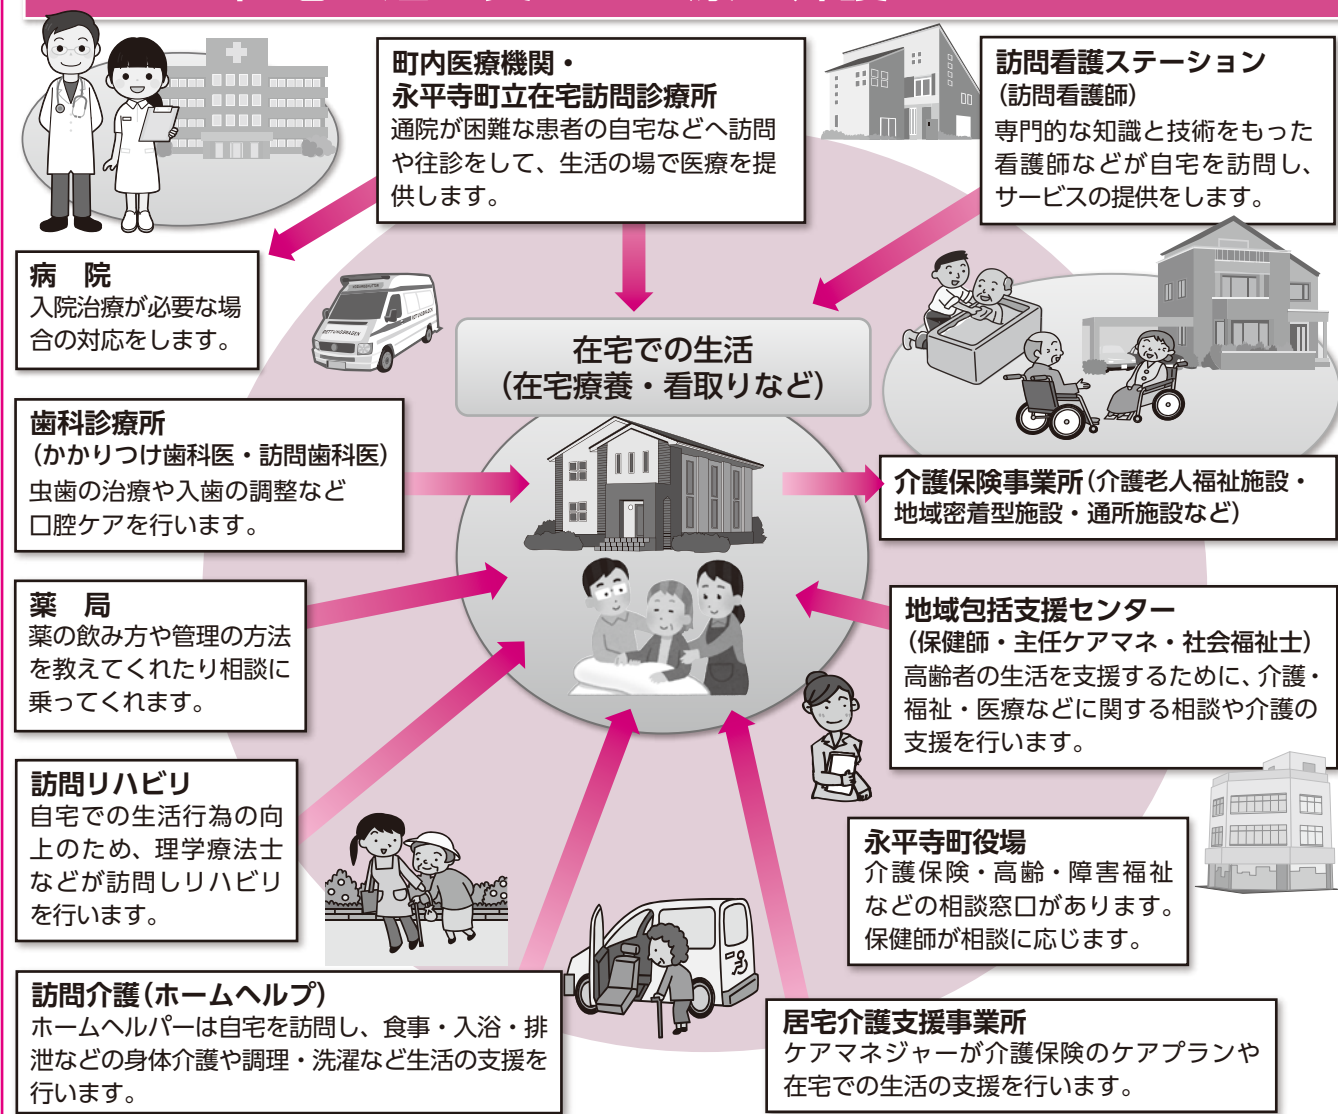 町内医療機関・
永平寺町立在宅訪問診療所
通院が困難な患者の自宅などへ訪問
や往診をして、生活の場で医療を提
供します。
訪問看護ステーション
（訪問看護師）
専門的な知識と技術をもった
看護師などが自宅を訪問し、
サービスの提供をします。
病　院
入院治療が必要な場
合の対応をします。
在宅での生活
（在宅療養・看取りなど）
歯科診療所
（かかりつけ歯科医・訪問歯科医）
虫歯の治療や入歯の調整など
口腔ケアを行います。
介護保険事業所（介護老人福祉施設・
地域密着型施設・通所施設など）
薬　局
薬の飲み方や管理の方法
を教えてくれたり相談に
乗ってくれます。
地域包括支援センター
（保健師・主任ケアマネ・社会福祉士）
高齢者の生活を支援するために、介護・
福祉・医療などに関する相談や介護の
支援を行います。
訪問リハビリ
自宅での生活行為の向
上のため、理学療法士
などが訪問しリハビリ
を行います。
永平寺町役場
介護保険・高齢・障害福祉
などの相談窓口があります。
保健師が相談に応じます。
訪問介護（ホームヘルプ）
ホームヘルパーは自宅を訪問し、食事・入浴・排
泄などの身体介護や調理・洗濯など生活の支援を
行います。
居宅介護支援事業所
ケアマネジャーが介護保険のケアプランや
在宅での生活の支援を行います。